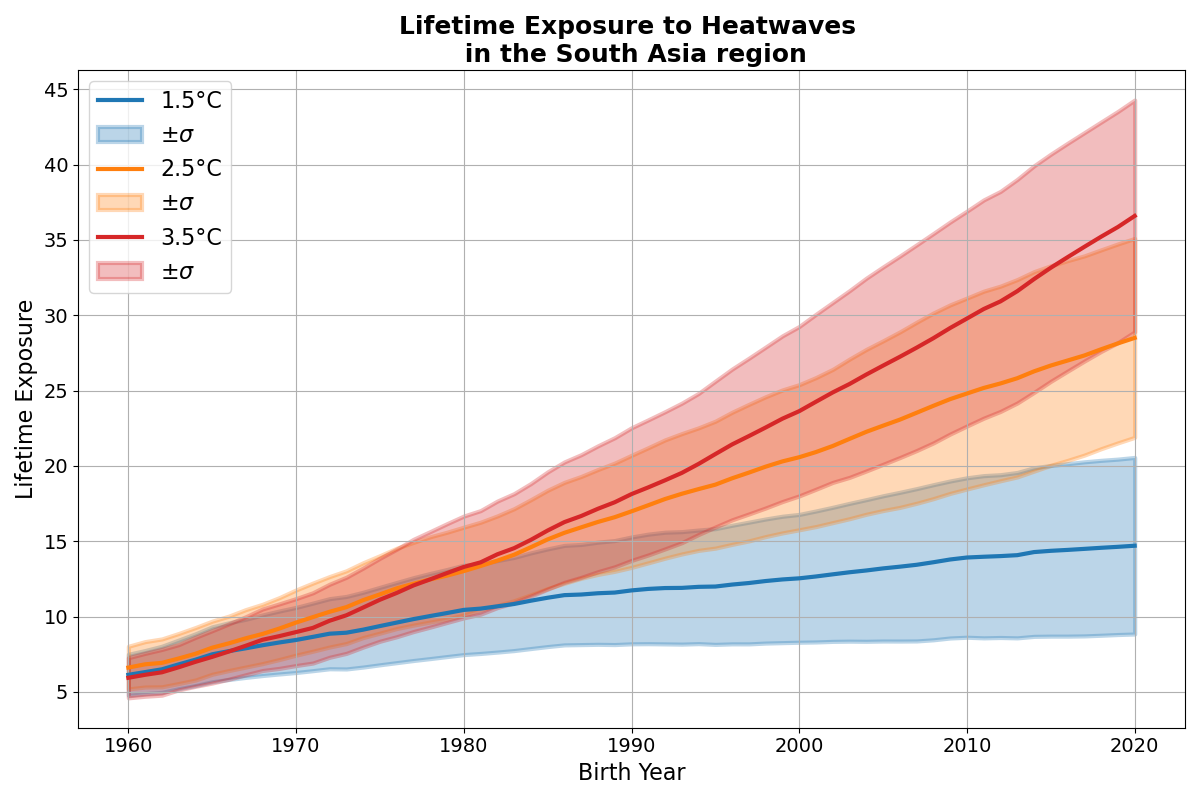 Lifetime Exposure to Heatwaves
in the South Asia region
45
40
35
30
25
20
15
10
5
Lifetime Exposure
1.5°C
±σ
2.5°C
±σ
3.5°C
±σ
1960 1970 1980 1990 2000 2010 2020
Birth Year